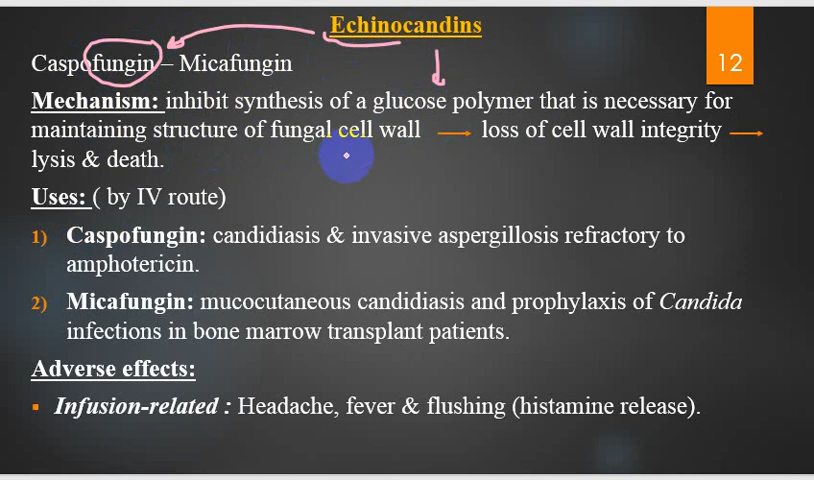 Echinocandins
12
Caspofungin – Micafungin
Mechanism: inhibit synthesis of a glucose polymer that is necessary for
maintaining structure of fungal cell wall → loss of cell wall integrity →
lysis & death.
Uses: ( by IV route)
1) Caspofungin: candidiasis & invasive aspergillosis refractory to
amphotericin.
2) Micafungin: mucocutaneous candidiasis and prophylaxis of Candida
infections in bone marrow transplant patients.
Adverse effects:
▪ Infusion-related : Headache, fever & flushing (histamine release).